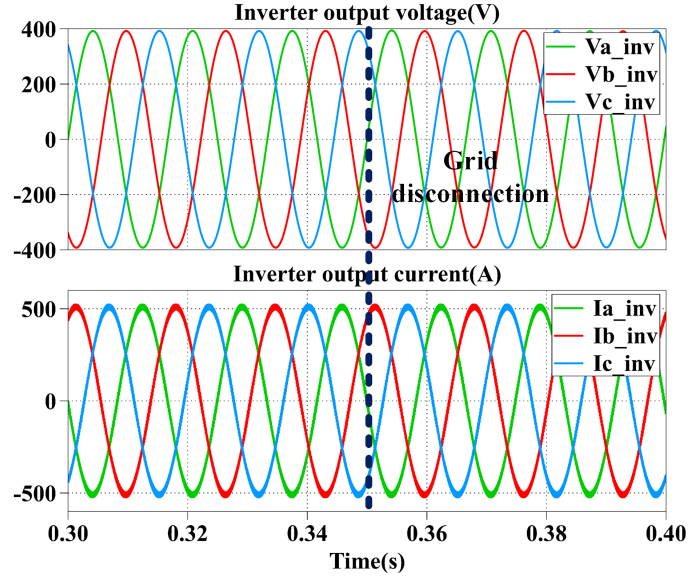 Inverter output voltage(V)
400
200
0
-200
-400
Va_inv
Vb_inv
Vc_inv
Grid
disconnection
Inverter output current(A)
500
0
-500
Ia_inv
Ib_inv
Ic_inv
0.30
0.32
0.34
0.36
0.38
0.40
Time(s)